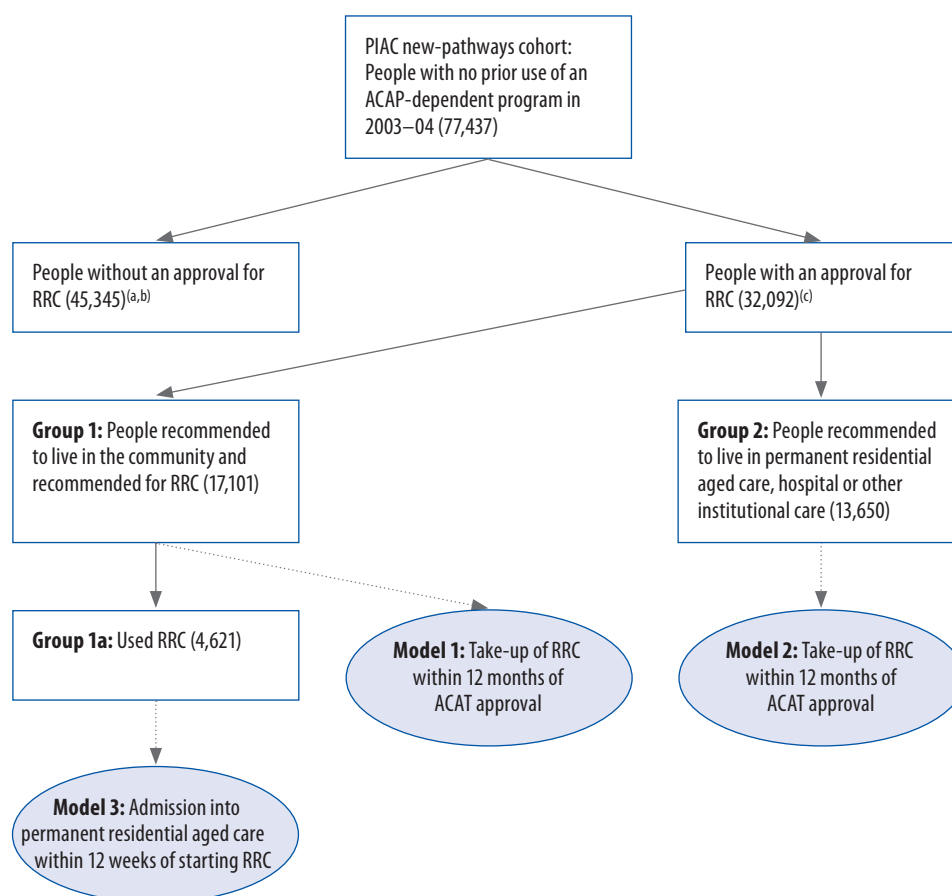 PIAC new-pathways cohort:
People with no prior use of an
ACAP-dependent program in
2003–04 (77,437)
People without an approval for
RRC (45,345)(a,b)
People with an approval for
RRC (32,092)(c)
Group 1: People recommended
to live in the community and
recommended for RRC (17,101)
Group 2: People recommended
to live in permanent residential
aged care, hospital or other
institutional care (13,650)
Group 1a: Used RRC (4,621)
Model 1: Take-up of RRC
within 12 months of
ACAT approval
Model 2: Take-up of RRC
within 12 months of
ACAT approval
Model 3: Admission into
permanent residential aged care
within 12 weeks of starting RRC